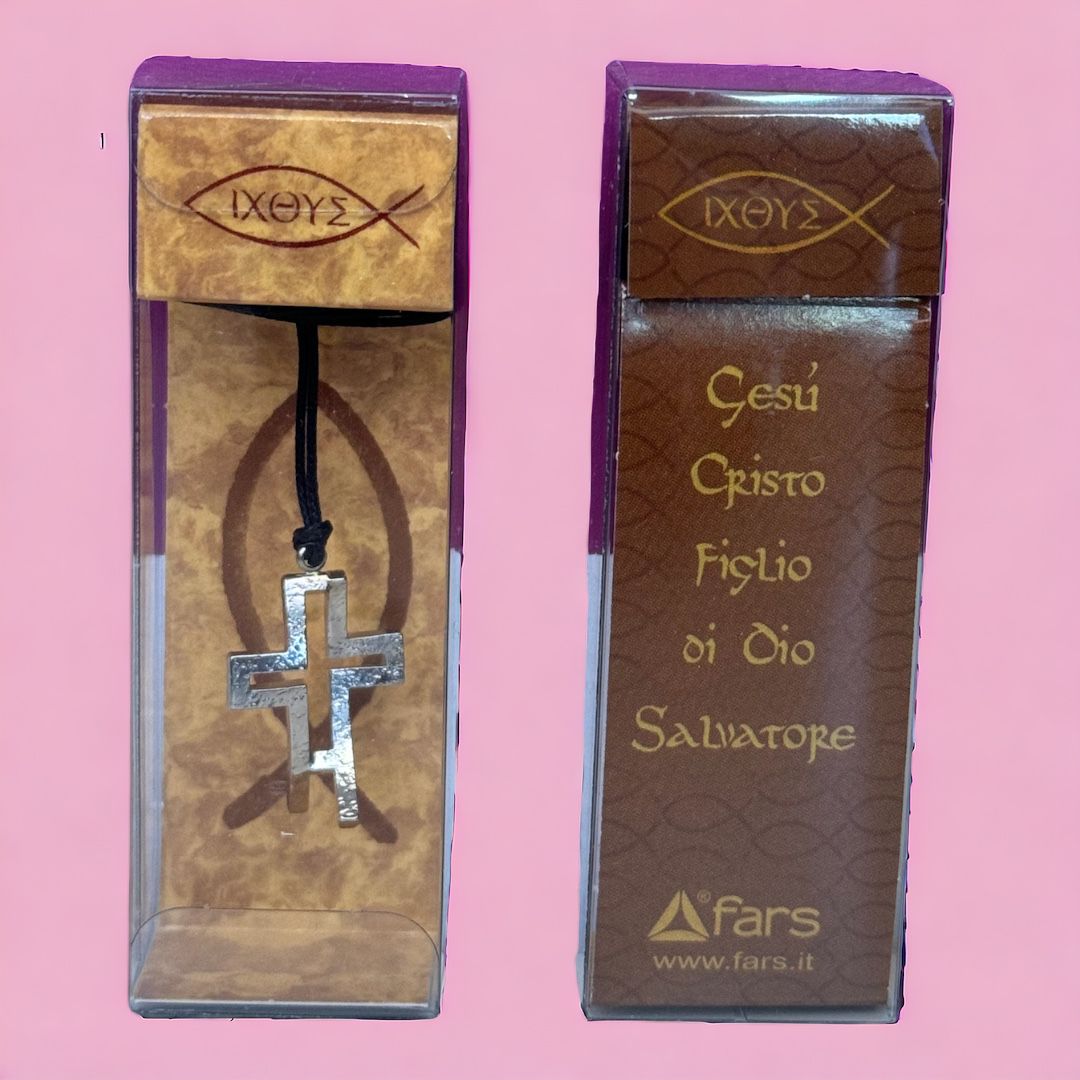 ΙΧΘΥΣ
ΙΧΘΥΣ
Gesú
Cristo
Figlio
di Dio
Salvatore
®fars
www.fars.it